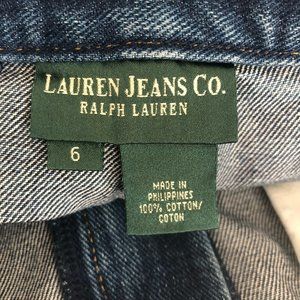 LAUREN JEANS CO.
RALPH LAUREN
6
MADE IN
PHILIPPINES
100% COTTON/
COTON